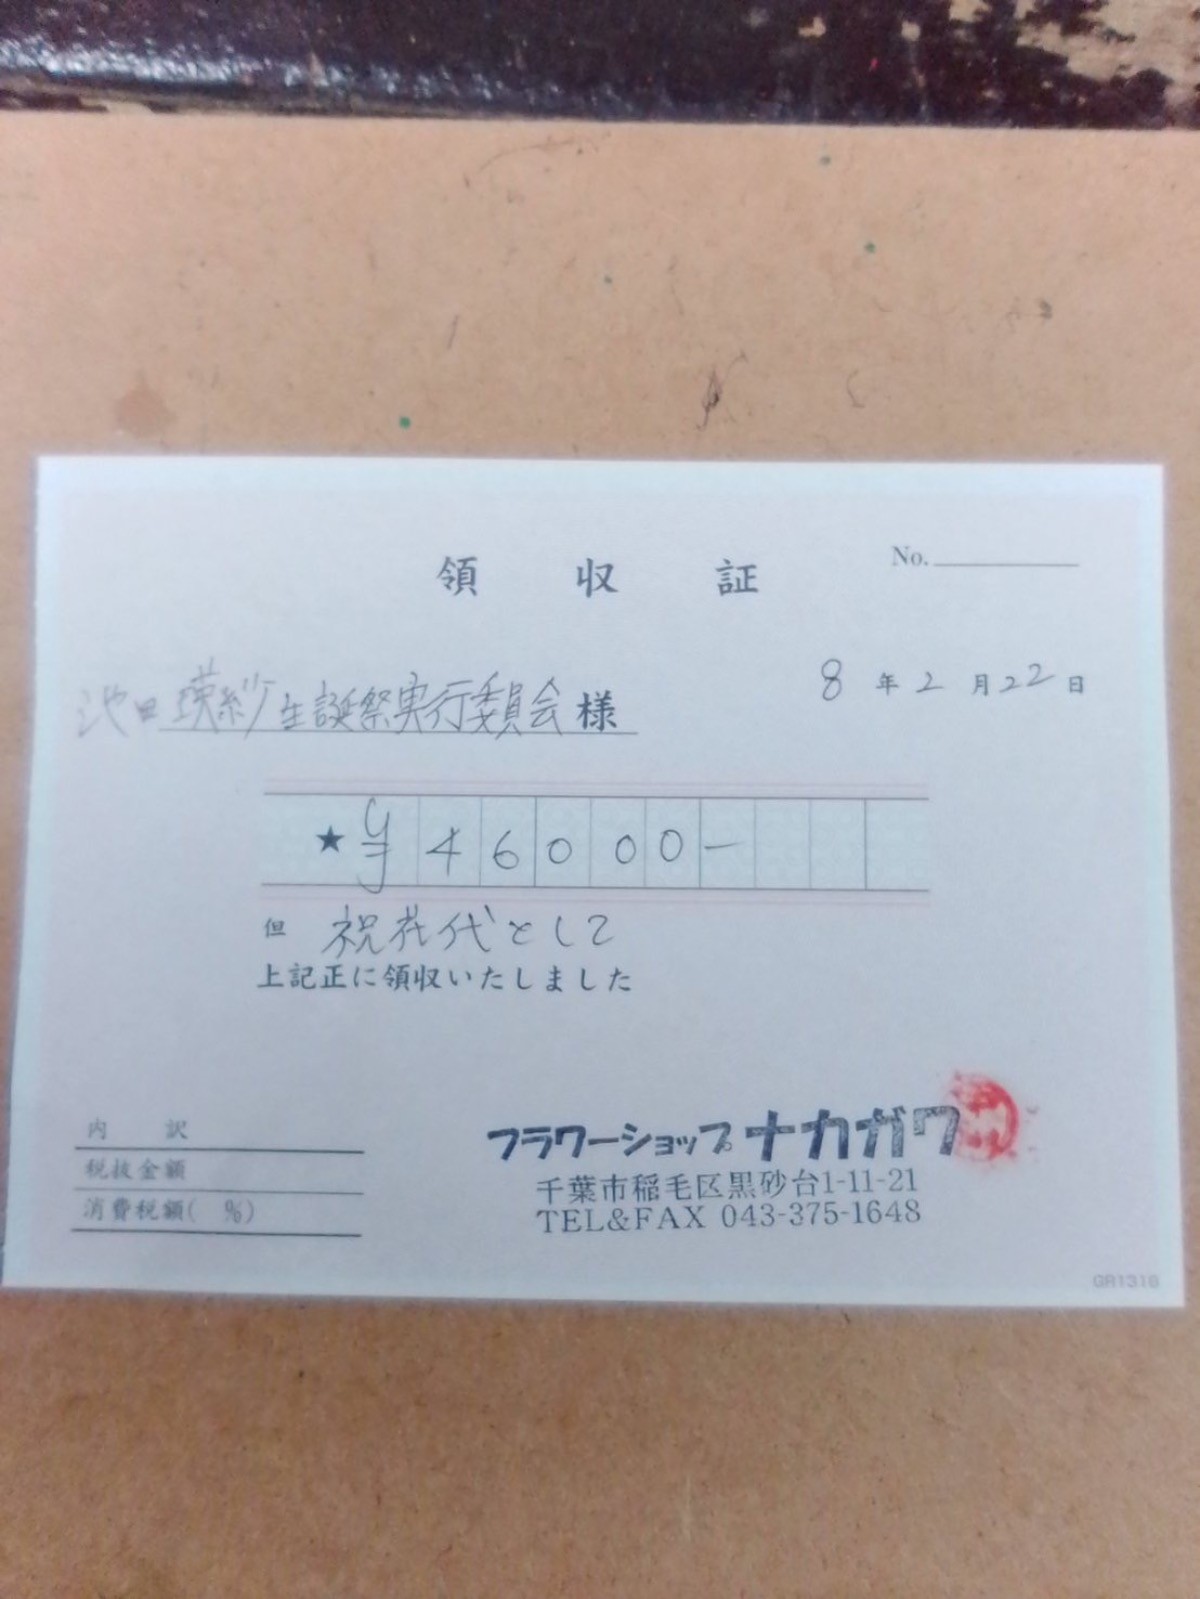 領収証
No.
池田瑛紗生誕祭実行委員会様
8年2月22日
★ ¥46000-
但 祝花代として
上記正に領収いたしました
内訳
税抜金額
消費税額( %)
フラワーショップナカガワ
千葉市稲毛区黒砂台1-11-21
TEL&FAX 043-375-1648
GR1318